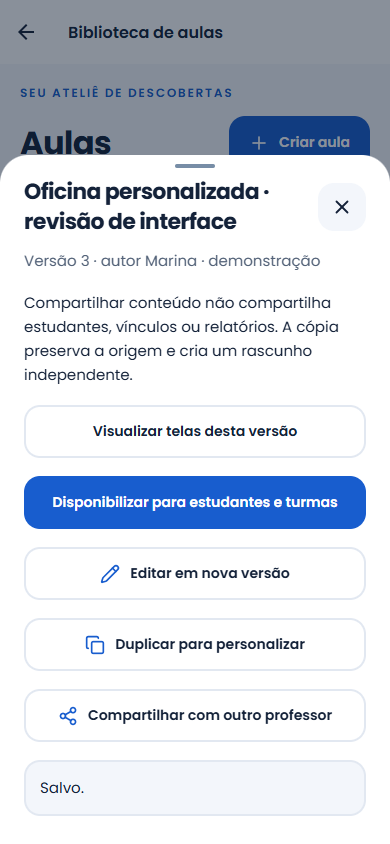 Biblioteca de aulas
SEU ATELIÊ DE DESCOBERTAS
Aulas
Criar aula
Oficina personalizada ·
revisão de interface
Versão 3 · autor Marina · demonstração
Compartilhar conteúdo não compartilha
estudantes, vínculos ou relatórios. A cópia
preserva a origem e cria um rascunho
independente.
Visualizar telas desta versão
Disponibilizar para estudantes e turmas
Editar em nova versão
Duplicar para personalizar
Compartilhar com outro professor
Salvo.